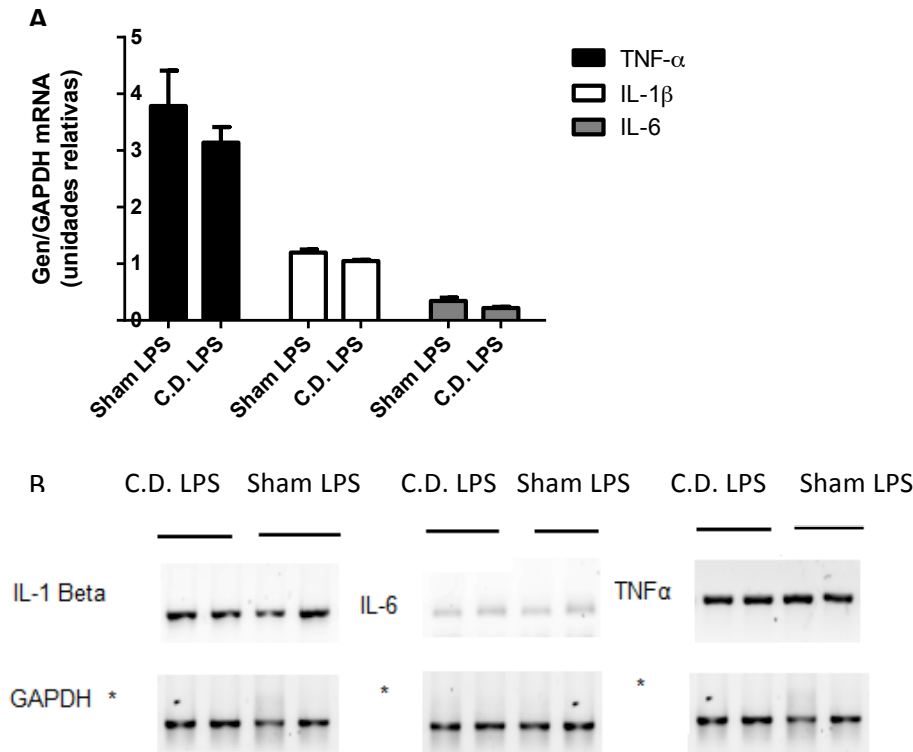 A
Gen/GAPDH mRNA
(unidades relativas)
5
4
3
2
1
0
TNF-α
IL-1β
IL-6
Sham LPS
C.D. LPS
Sham LPS
C.D. LPS
Sham LPS
C.D. LPS
B
C.D. LPS Sham LPS C.D. LPS Sham LPS C.D. LPS Sham LPS
IL-1 Beta IL-6 TNFα
GAPDH * * *